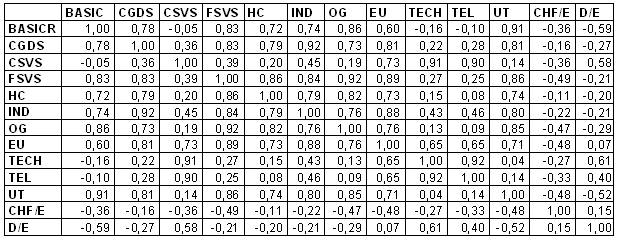 BASIC CGDS CSVS FSVS HC IND OG EU TECH TEL UT CHF/E D/E
BASICR 1,00 0,78 -0,05 0,83 0,72 0,74 0,86 0,60 -0,16 -0,10 0,91 -0,36 -0,59
CGDS 0,78 1,00 0,36 0,83 0,79 0,92 0,73 0,81 0,22 0,28 0,81 -0,16 -0,27
CSVS -0,05 0,36 1,00 0,39 0,20 0,45 0,19 0,73 0,91 0,90 0,14 -0,36 0,58
FSVS 0,83 0,83 0,39 1,00 0,86 0,84 0,92 0,89 0,27 0,25 0,86 -0,49 -0,21
HC 0,72 0,79 0,20 0,86 1,00 0,79 0,82 0,73 0,15 0,08 0,74 -0,11 -0,20
IND 0,74 0,92 0,45 0,84 0,79 1,00 0,76 0,88 0,43 0,46 0,80 -0,22 -0,21
OG 0,86 0,73 0,19 0,92 0,82 0,76 1,00 0,76 0,13 0,09 0,85 -0,47 -0,29
EU 0,60 0,81 0,73 0,89 0,73 0,88 0,76 1,00 0,65 0,65 0,71 -0,48 0,07
TECH -0,16 0,22 0,91 0,27 0,15 0,43 0,13 0,65 1,00 0,92 0,04 -0,27 0,61
TEL -0,10 0,28 0,90 0,25 0,08 0,46 0,09 0,65 0,92 1,00 0,14 -0,33 0,40
UT 0,91 0,81 0,14 0,86 0,74 0,80 0,85 0,71 0,04 0,14 1,00 -0,48 -0,52
CHF/E -0,36 -0,16 -0,36 -0,49 -0,11 -0,22 -0,47 -0,48 -0,27 -0,33 -0,48 1,00 0,15
D/E -0,59 -0,27 0,58 -0,21 -0,20 -0,21 -0,29 0,07 0,61 0,40 -0,52 0,15 1,00